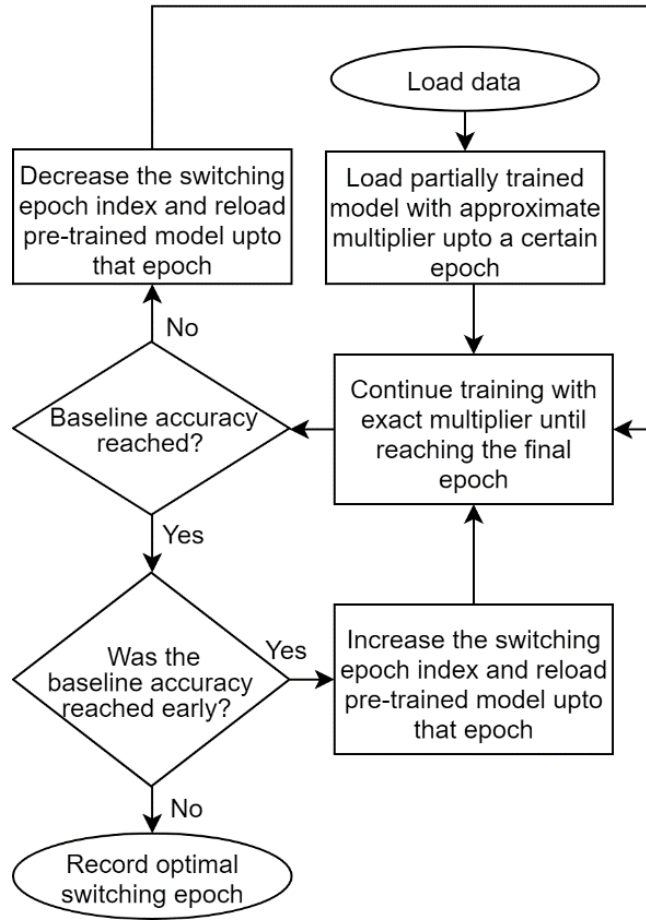 Load data
Decrease the switching
epoch index and reload
pre-trained model upto
that epoch
Load partially trained
model with approximate
multiplier upto a certain
epoch
No
Baseline accuracy
reached?
Continue training with
exact multiplier until
reaching the final
epoch
Yes
Was the
baseline accuracy
reached early?
Yes
Increase the switching
epoch index and reload
pre-trained model upto
that epoch
No
Record optimal
switching epoch